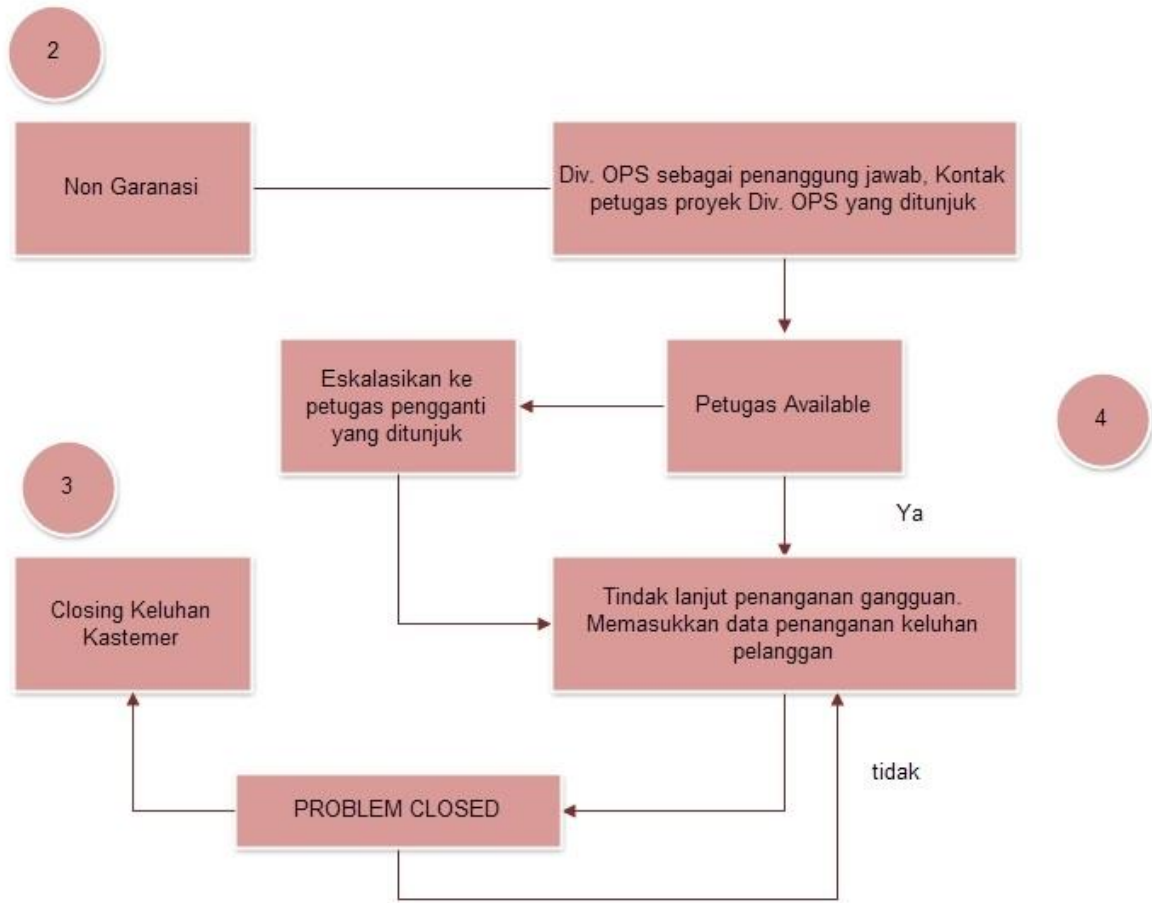 2
Non Garanasi
Div. OPS sebagai penanggung jawab, Kontak
petugas proyek Div. OPS yang ditunjuk
Eskalasikan ke
petugas pengganti
yang ditunjuk
Petugas Available
4
3
Ya
Closing Keluhan
Kastemer
Tindak lanjut penanganan gangguan.
Memasukkan data penanganan keluhan
pelanggan
tidak
PROBLEM CLOSED